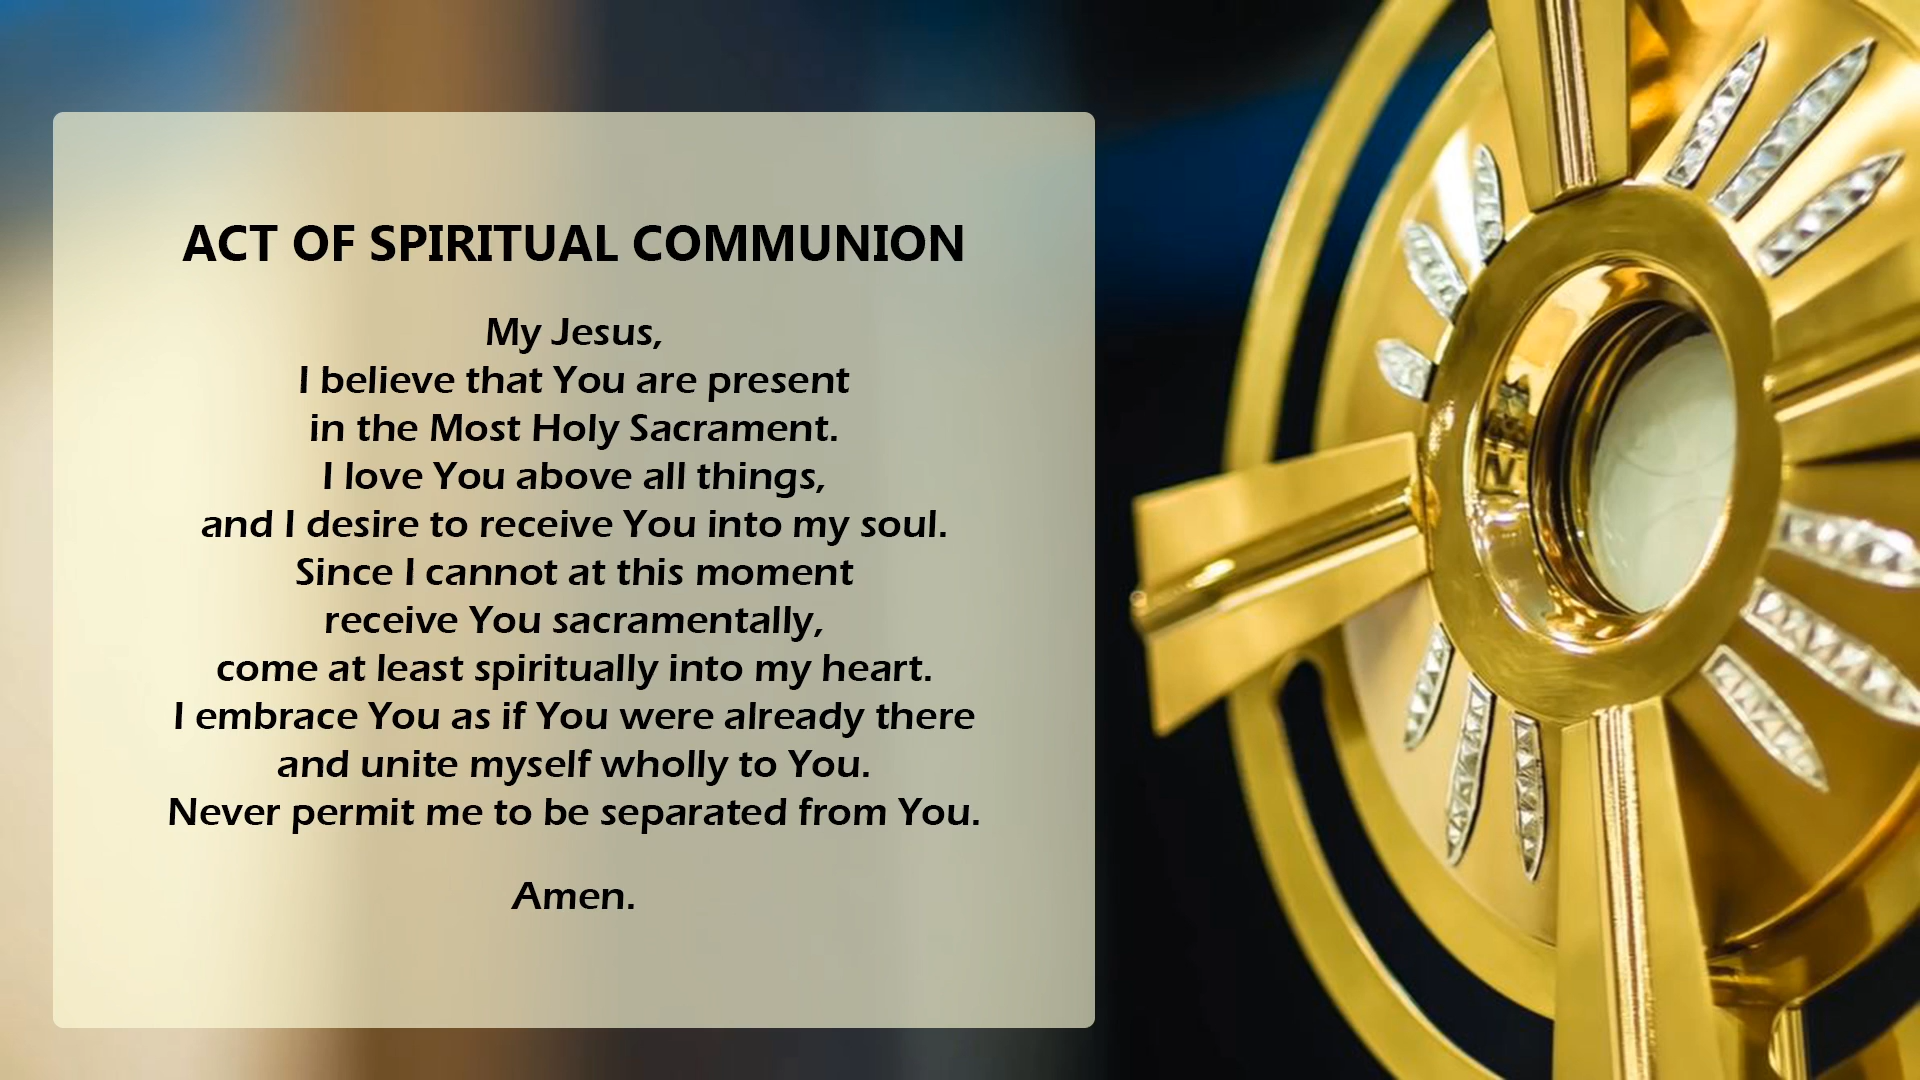 ACT OF SPIRITUAL COMMUNION
My Jesus,
I believe that You are present
in the Most Holy Sacrament.
I love You above all things,
and I desire to receive You into my soul.
Since I cannot at this moment
receive You sacramentally,
come at least spiritually into my heart.
I embrace You as if You were already there
and unite myself wholly to You.
Never permit me to be separated from You.
Amen.